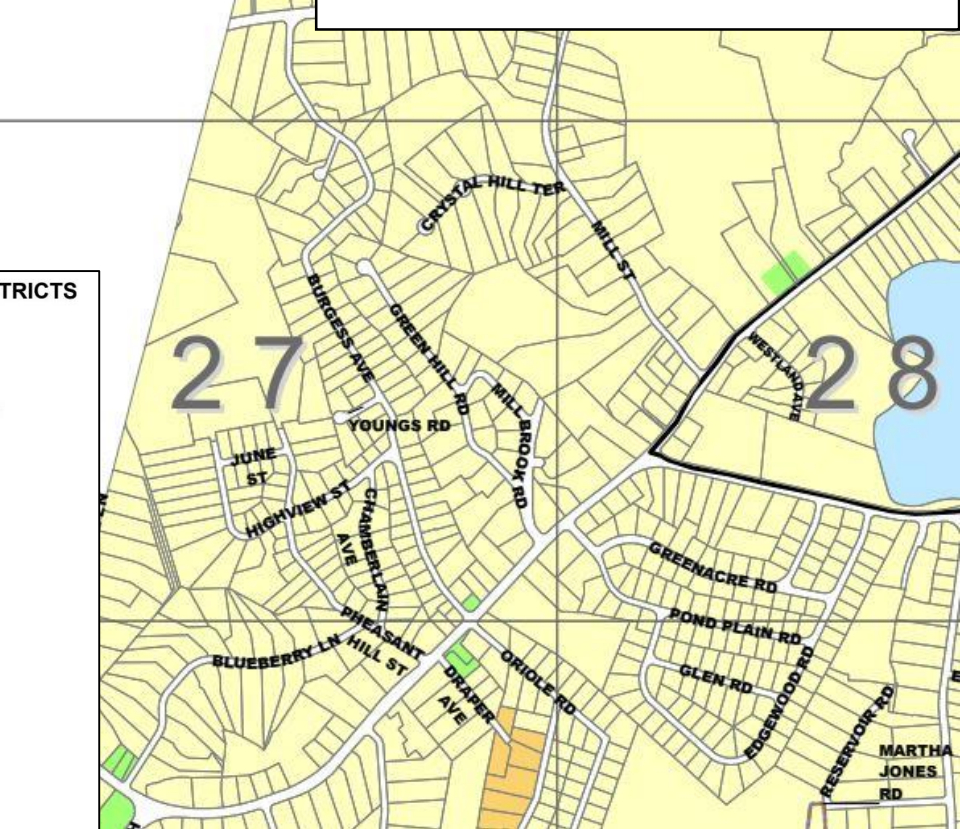 CRYSTAL HILL TER
MILL ST
TRICTS
BURGESS AVE
GREEN HILL RD
WESTLAND AVE
27
28
MILL BROOK RD
YOUNGS RD
JUNE
ST
HIGHVIEW ST
CHAMBERLAIN
AVE
EN
GREENACRE RD
PHEASANT
HILL ST
POND PLAIN RD
BLUEBERRY LN
ORIOLE RD
GLEN RD
DRAPER
AVE
EDGEWOOD RD
RESERVOIR RD
MARTHA
JONES
RD